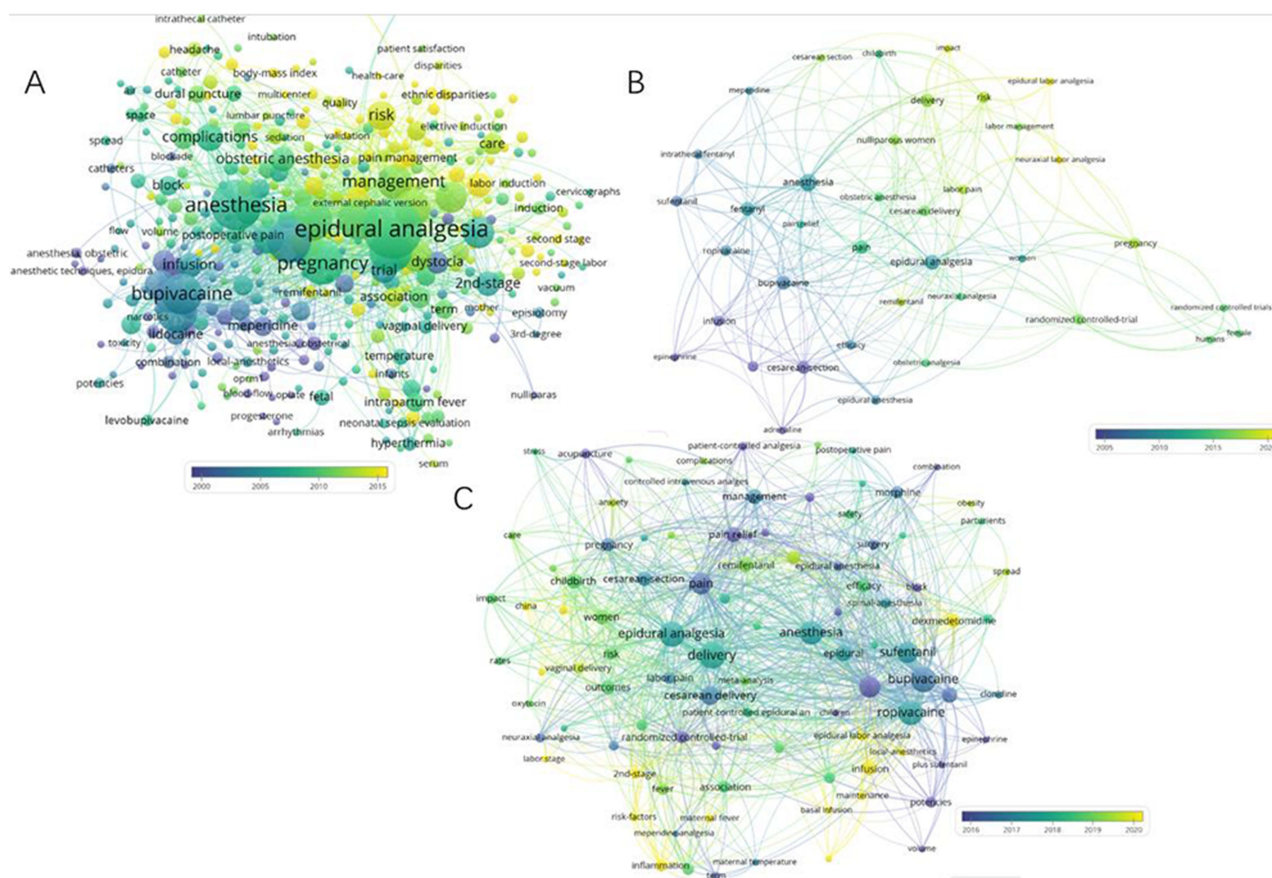 A
intrathecal-catheter
intubation
headache
patient satisfaction
disparities
catheter
body-mass index
health-care
air
dural puncture
multicenter
quality
ethnic disparities
space
lumbar puncture
risk
spread
complications
sedation
validation
elective induction
care
blockade
obstetric anesthesia
pain management
catheters
block
management
labor induction
cervicographs
anesthesia
external cephalic version
induction
flow
volume
postoperative pain
epidural analgesia
second stage
anesthesia, obstetric
infusion
pregnancy
trial
dystocia
second-stage labor
anesthetic techniques, epidura
bupivacaine
remifentanil
association
2nd-stage
vacuum
narcotics
lidocaine
meperidine
term
mother
episiotomy
toxicity
anesthesia, obstetrical
vaginal delivery
3rd-degree
combination
local-anesthetics
temperature
potencies
oprm1
infants
blood-flow
opiate
fetal
intrapartum fever
nulliparas
levobupivacaine
progesterone
neonatal sepsis evaluation
arrhythmias
hyperthermia
serum
2000
2005
2010
2015
B
cesarean section
childbirth
impact
epidural labor analgesia
meperidine
delivery
risk
labor management
nulliparous women
intrathecal fentanyl
neuraxial labor analgesia
anesthesia
sufentanil
labor pain
obstetric anesthesia
fentanyl
cesarean delivery
pain relief
ropivacaine
pain
pregnancy
epidural analgesia
women
bupivacaine
neuraxial analgesia
remifentanil
randomized controlled trials
infusion
randomized controlled-trial
female
humans
epinephrine
efficacy
cesarean-section
obstetric analgesia
epidural anesthesia
adrenaline
2005
2010
2015
C
patient-controlled analgesia
stress
acupuncture
complications
postoperative pain
combination
controlled intravenous analges
management
morphine
anxiety
obesity
safety
parturients
care
pain relief
surgery
pregnancy
remifentanil
epidural anesthesia
spread
childbirth
cesarean-section
pain
efficacy
block
impact
china
spinal-anesthesia
women
dexmedetomidine
epidural analgesia
anesthesia
rates
risk
delivery
epidural
sufentanil
vaginal delivery
labor pain
meta-analysis
bupivacaine
outcomes
cesarean delivery
clonidine
oxytocin
patient-controlled epidural an
children
ropivacaine
neuraxial analgesia
randomized controlled-trial
epidural labor analgesia
epinephrine
labor stage
local-anesthetics
plus sufentanil
2nd-stage
infusion
fever
association
maintenance
potencies
basal infusion
risk-factors
maternal fever
meperidine analgesia
volume
inflammation
maternal temperature
term
2016
2017
2018
2019
2020